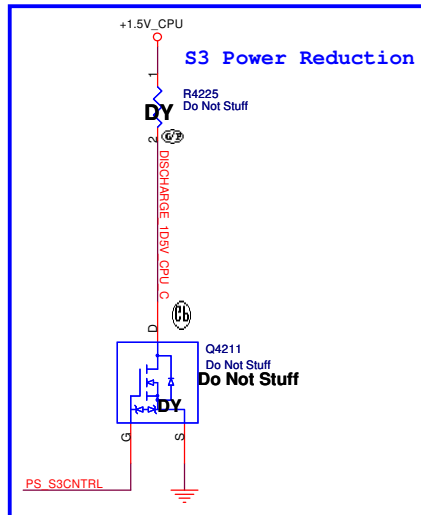 +1.5V_CPU
S3 Power Reduction
1
R4225
Do Not Stuff
DY
2
G/P
DISCHARGE_1D5V_CPU_C
Cb
D
Q4211
Do Not Stuff
Do Not Stuff
DY
G
S
PS_S3CNTRL